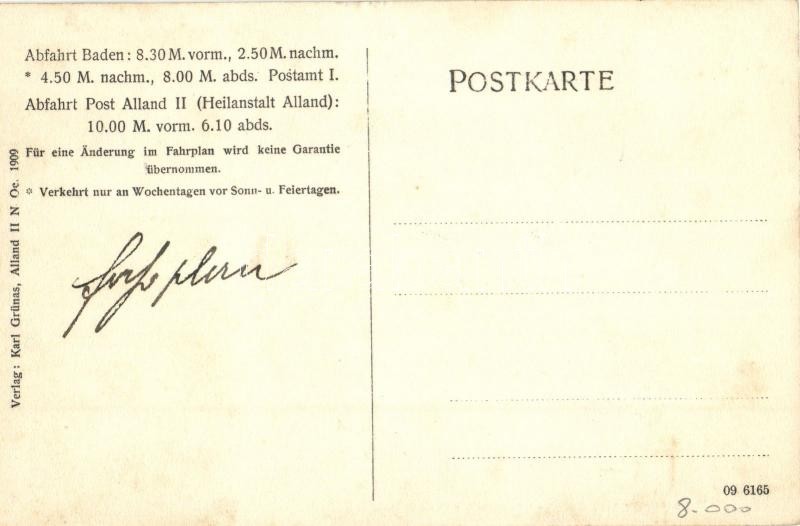 Abfahrt Baden: 8.30 M. vorm., 2.50 M. nachm.
* 4.50 M. nachm., 8.00 M. abds. Postamt I.
Abfahrt Post Alland II (Heilanstalt Alland):
10.00 M. vorm. 6.10 abds.
Für eine Änderung im Fahrplan wird keine Garantie
übernommen.
* Verkehrt nur an Wochentagen vor Sonn- u. Feiertagen.
Fahrplan
Verlag: Karl Grünas, Alland II N Oe. 1909
POSTKARTE
09 6165
8.000